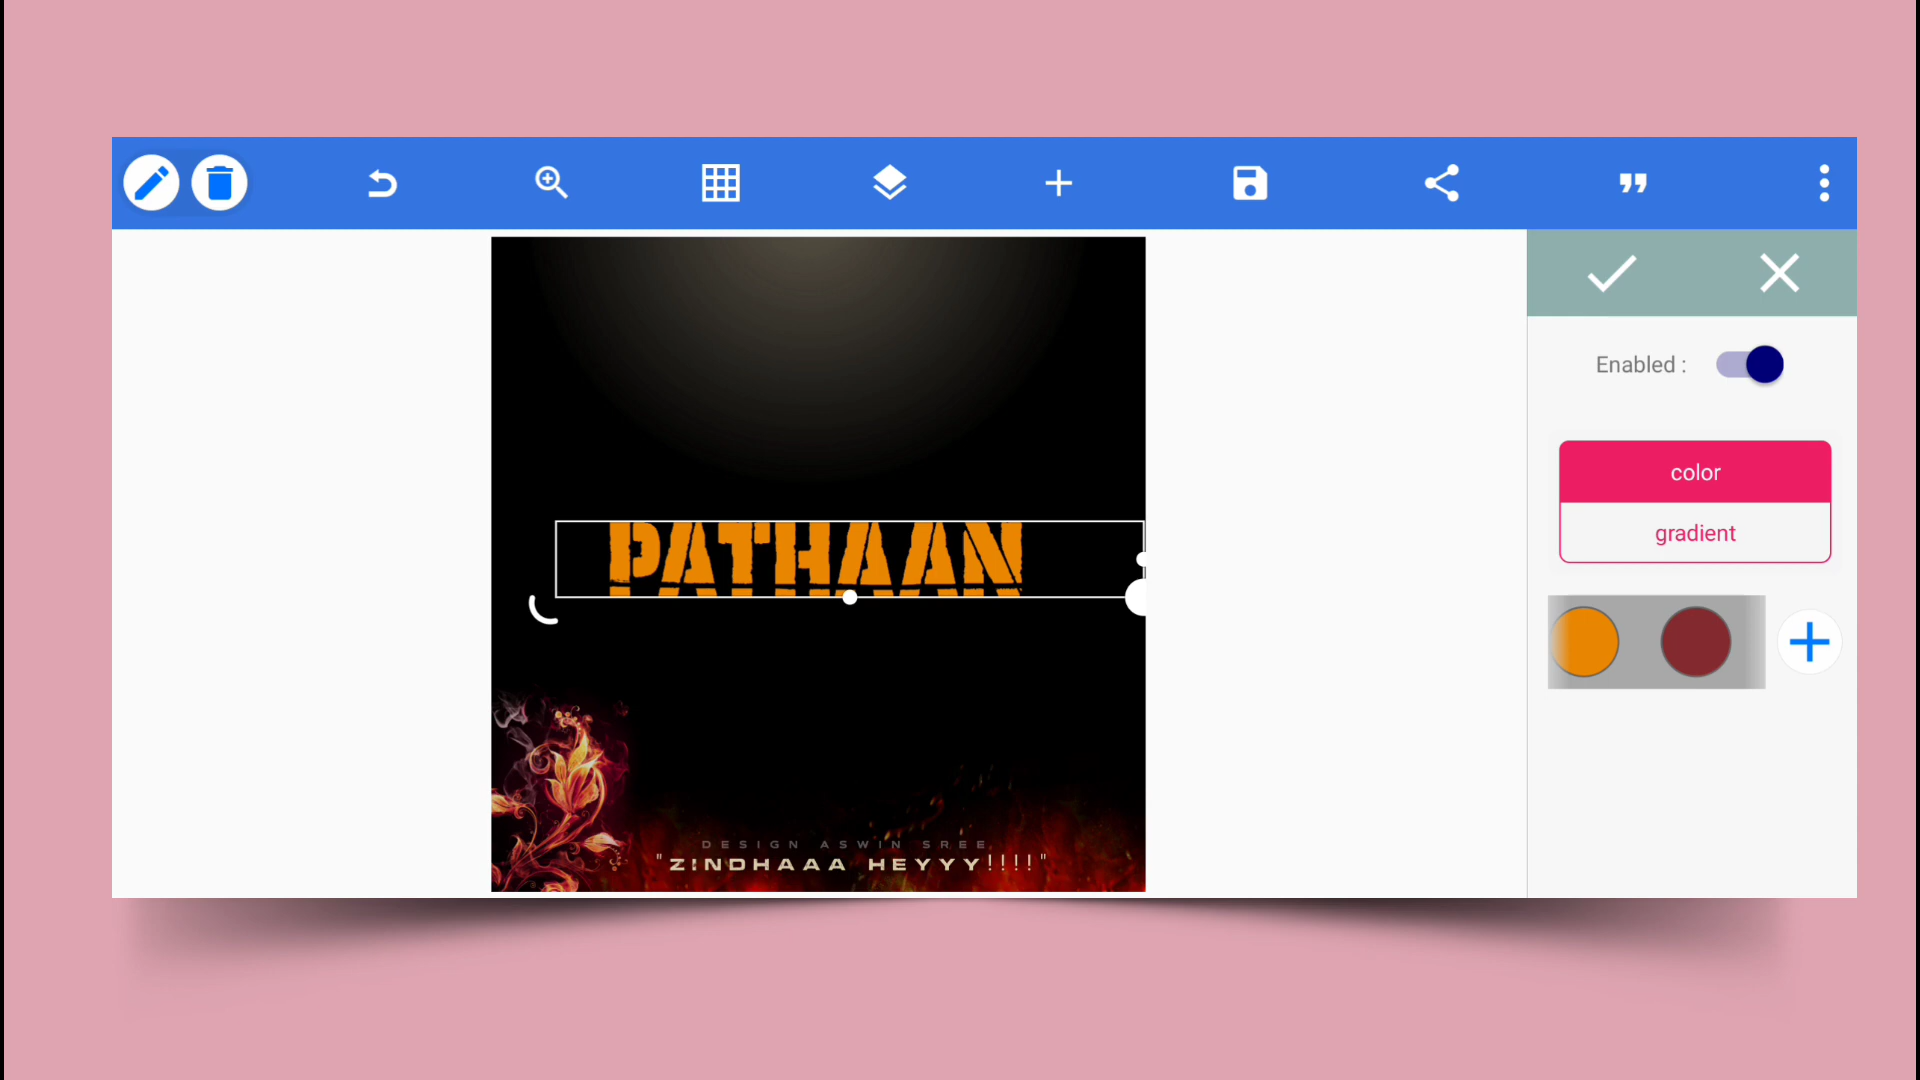 Enabled :
color
gradient
PATHAAN
DESIGN ASWIN SREE
"ZINDHAAA HEYYY!!!!"